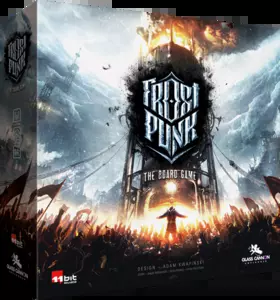 FROST
PUNK
THE BOARD GAME
DESIGN ADAM KWAPIŃSKI
11 bit
GLASS CANNON